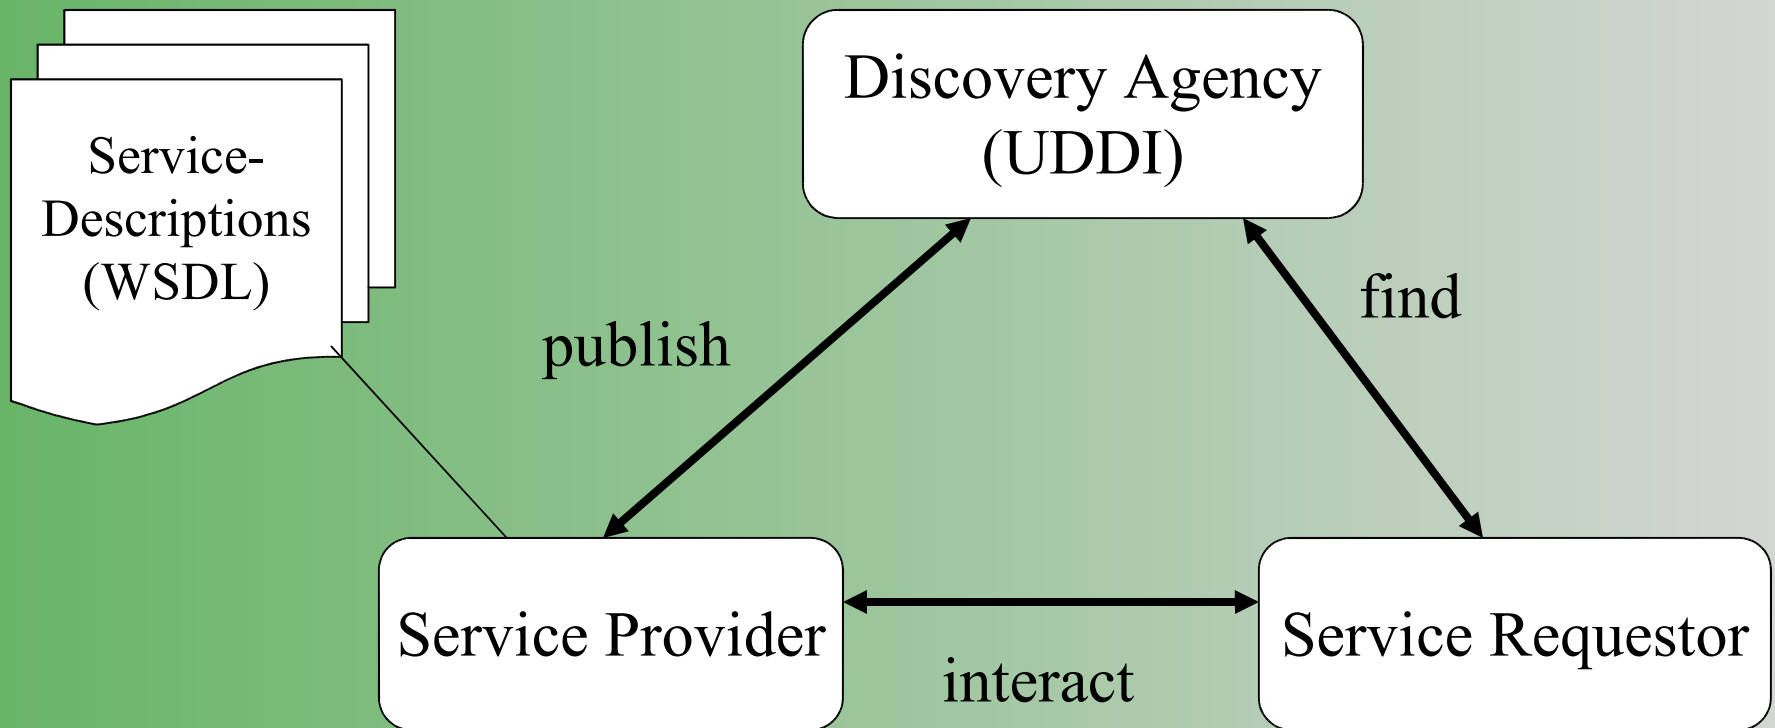 Discovery Agency
(UDDI)
Service-
Descriptions
(WSDL)
find
publish
Service Provider
Service Requestor
interact